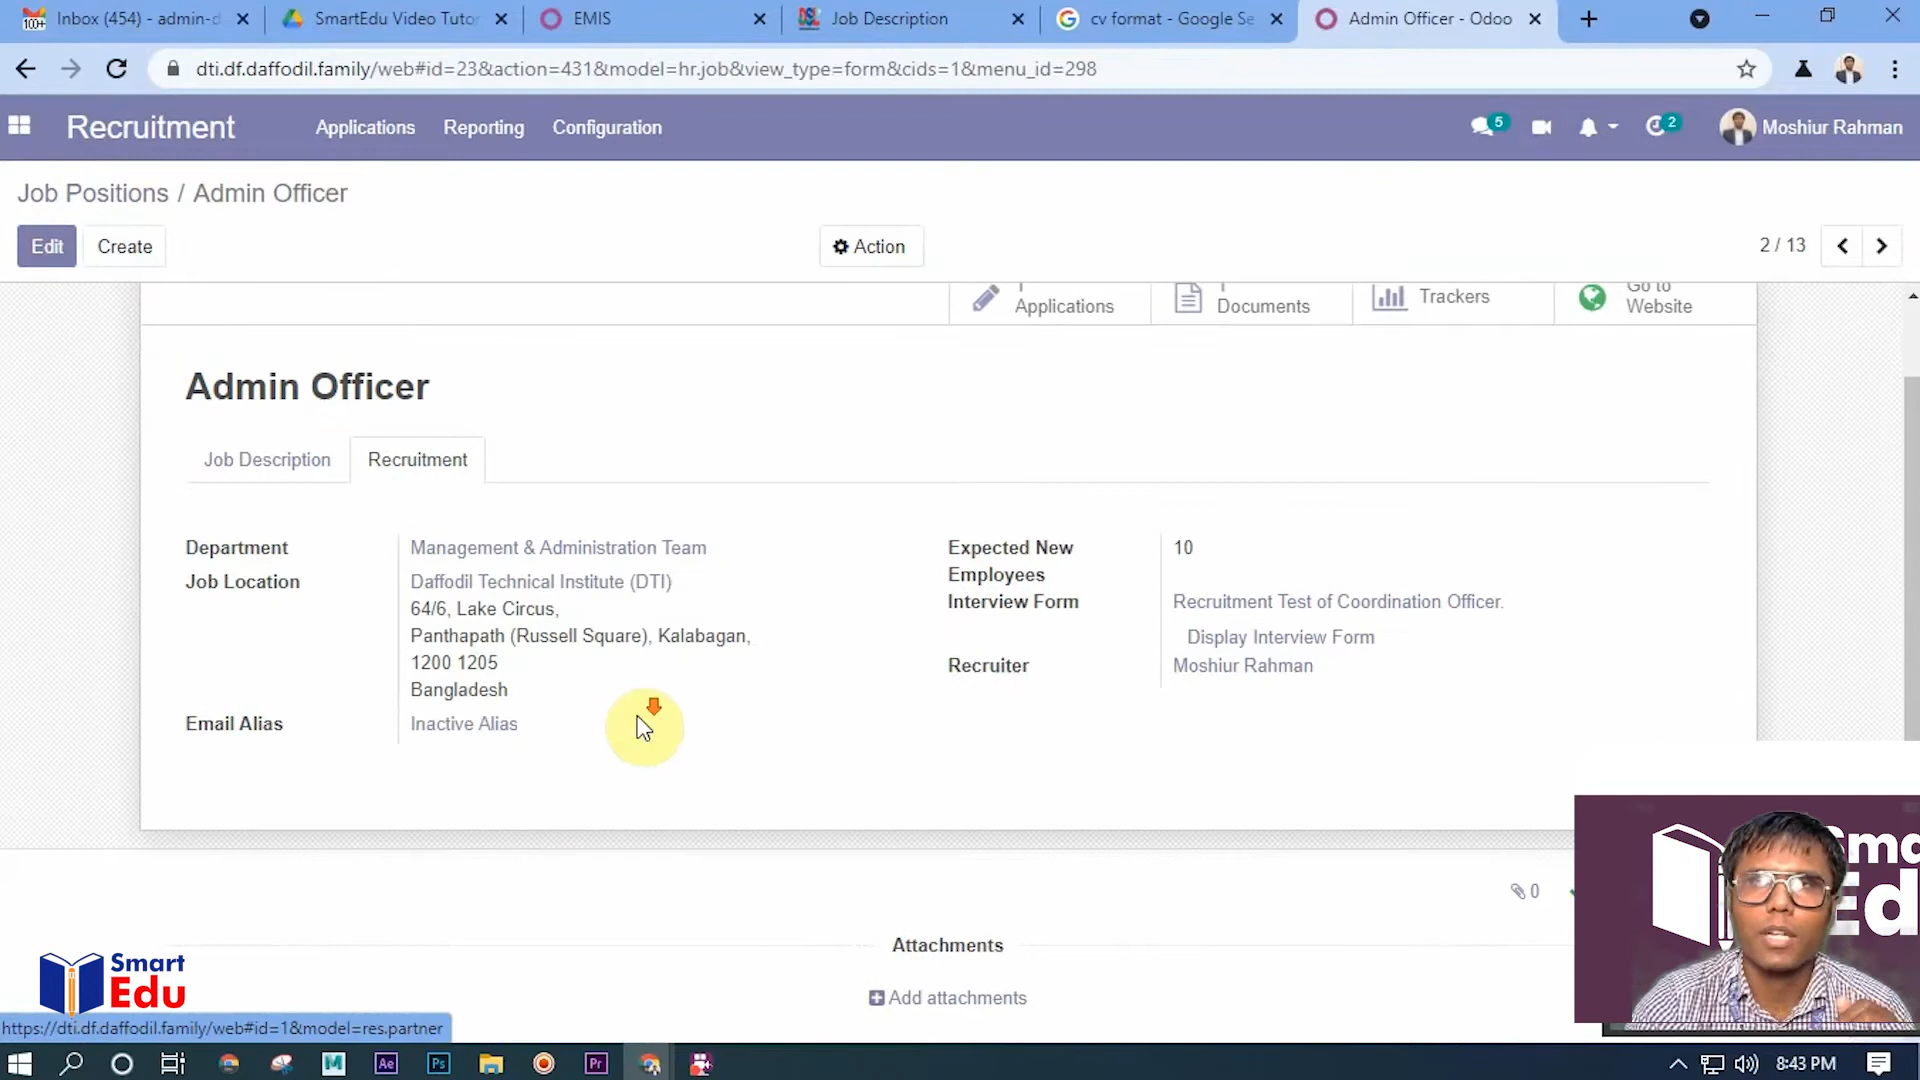 Inbox (454) - admin-d
SmartEdu Video Tutor
EMIS
Job Description
cv format - Google Se
Admin Officer - Odoo
dti.df.daffodil.family/web#id=23&action=431&model=hr.job&view_type=form&cids=1&menu_id=298
Recruitment
Applications
Reporting
Configuration
5
2
Moshiur Rahman
Job Positions / Admin Officer
Edit
Create
Action
2 / 13
Applications
Documents
Trackers
Go to
Website
Admin Officer
Job Description
Recruitment
Department
Management & Administration Team
Job Location
Daffodil Technical Institute (DTI)
64/6, Lake Circus,
Panthapath (Russell Square), Kalabagan,
1200 1205
Bangladesh
Email Alias
Inactive Alias
Expected New
Employees
10
Interview Form
Recruitment Test of Coordination Officer.
Display Interview Form
Recruiter
Moshiur Rahman
0
Attachments
Add attachments
Smart
Edu
https://dti.df.daffodil.family/web#id=1&model=res.partner
8:43 PM